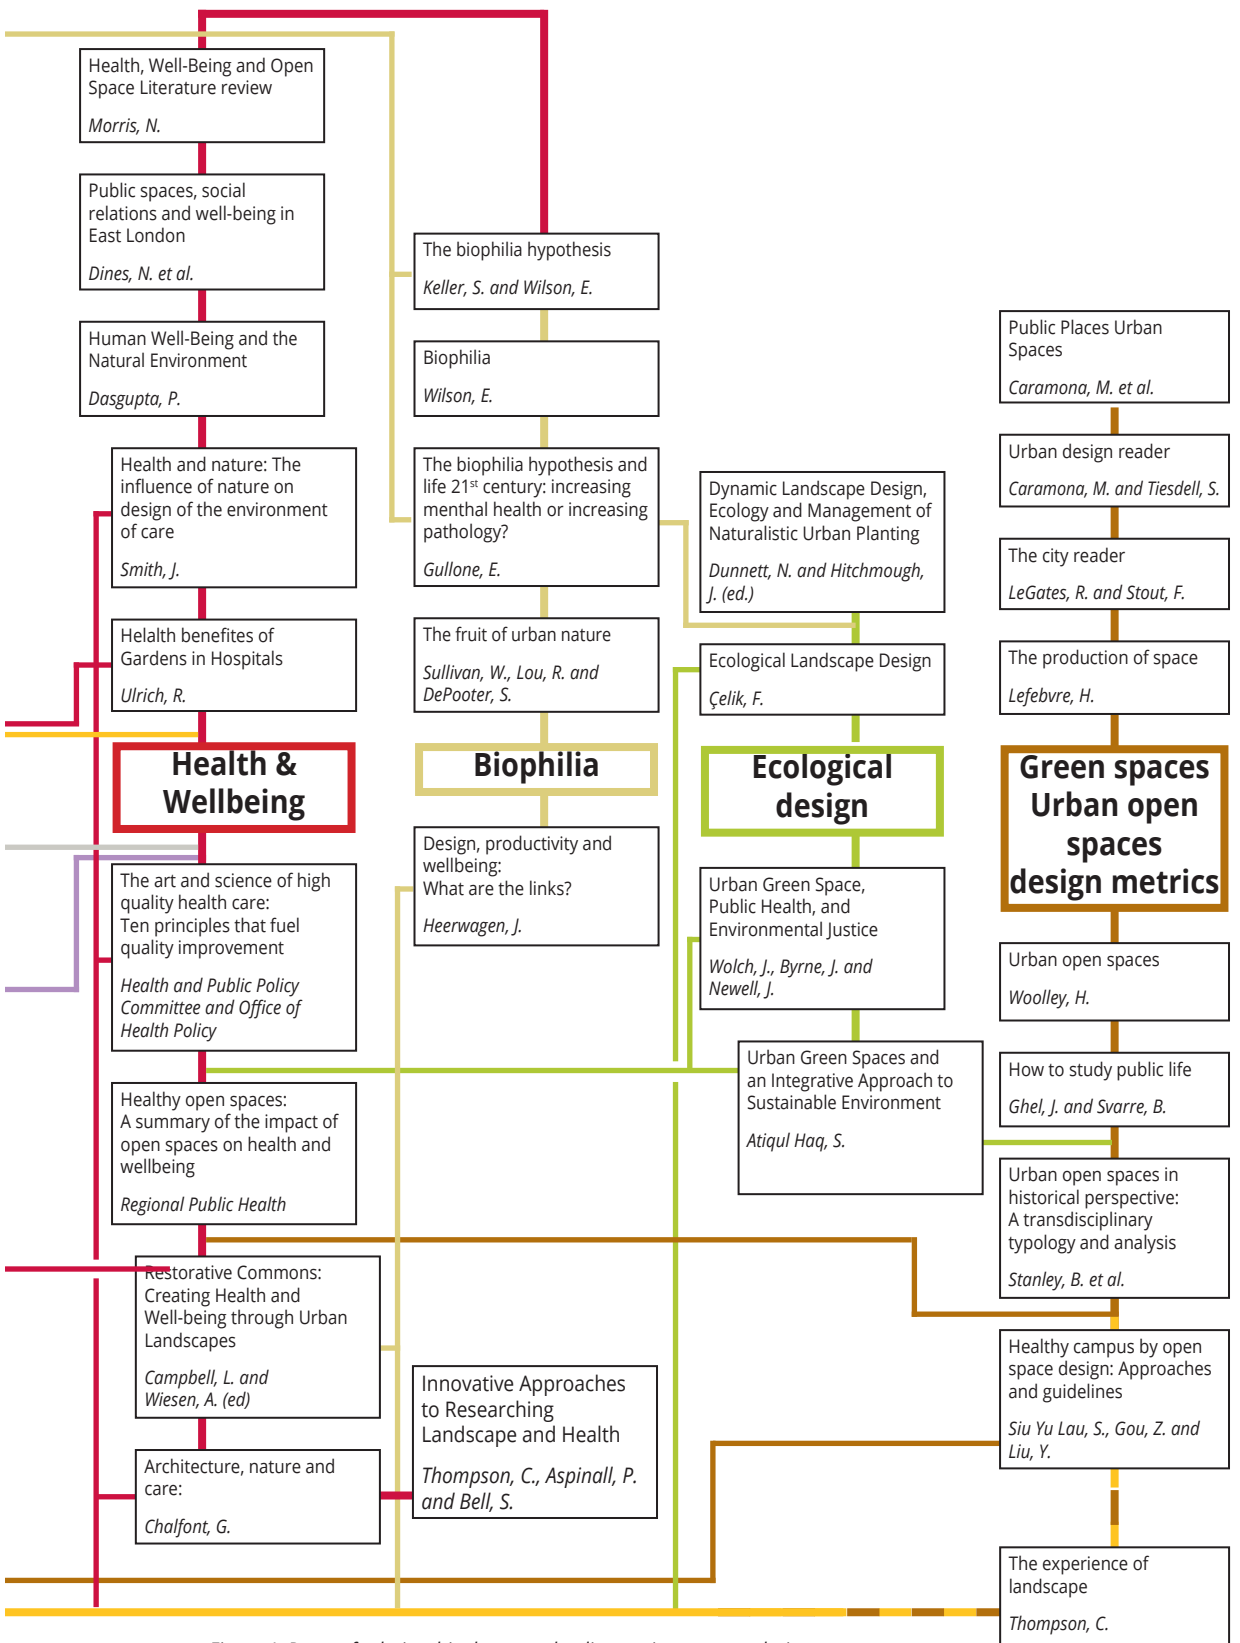 Health, Well-Being and Open
Space Literature review
Morris, N.
Public spaces, social
relations and well-being in
East London
Dines, N. et al.
Human Well-Being and the
Natural Environment
Dasgupta, P.
Health and nature: The
influence of nature on
design of the environment
of care
Smith, J.
Helalth benefites of
Gardens in Hospitals
Ulrich, R.
Health &
Wellbeing
The art and science of high
quality health care:
Ten principles that fuel
quality improvement
Health and Public Policy
Committee and Office of
Health Policy
Healthy open spaces:
A summary of the impact of
open spaces on health and
wellbeing
Regional Public Health
Restorative Commons:
Creating Health and
Well-being through Urban
Landscapes
Campbell, L. and
Wiesen, A. (ed)
Architecture, nature and
care:
Chalfont, G.
The biophilia hypothesis
Keller, S. and Wilson, E.
Biophilia
Wilson, E.
The biophilia hypothesis and
life 21st century: increasing
menthal health or increasing
pathology?
Gullone, E.
The fruit of urban nature
Sullivan, W., Lou, R. and
DePooter, S.
Biophilia
Design, productivity and
wellbeing:
What are the links?
Heerwagen, J.
Innovative Approaches
to Researching
Landscape and Health
Thompson, C., Aspinall, P.
and Bell, S.
Dynamic Landscape Design,
Ecology and Management of
Naturalistic Urban Planting
Dunnett, N. and Hitchmough,
J. (ed.)
Ecological Landscape Design
Çelik, F.
Ecological
design
Urban Green Space,
Public Health, and
Environmental Justice
Wolch, J., Byrne, J. and
Newell, J.
Urban Green Spaces and
an Integrative Approach to
Sustainable Environment
Atiqul Haq, S.
Public Places Urban
Spaces
Caramona, M. et al.
Urban design reader
Caramona, M. and Tiesdell, S.
The city reader
LeGates, R. and Stout, F.
The production of space
Lefebvre, H.
Green spaces
Urban open
spaces
design metrics
Urban open spaces
Woolley, H.
How to study public life
Ghel, J. and Svarre, B.
Urban open spaces in
historical perspective:
A transdisciplinary
typology and analysis
Stanley, B. et al.
Healthy campus by open
space design: Approaches
and guidelines
Siu Yu Lau, S., Gou, Z. and
Liu, Y.
The experience of
landscape
Thompson, C.